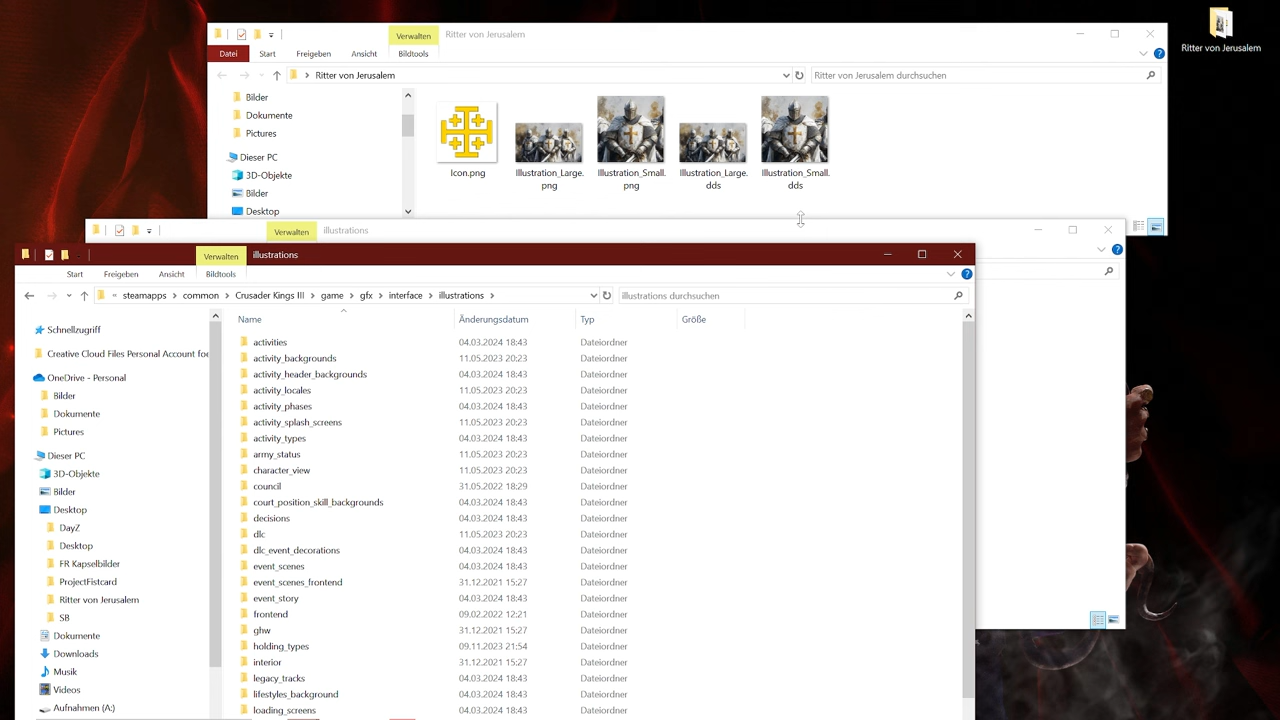 Verwalten
Ritter von Jerusalem
Datei
Start
Freigeben
Ansicht
Bildtools
Ritter von Jerusalem
Ritter von Jerusalem durchsuchen
Bilder
Dokumente
Pictures
Dieser PC
3D-Objekte
Bilder
Desktop
Icon.png
Illustration_Large.
png
Illustration_Small.
png
Illustration_Large.
dds
Illustration_Small.
dds
Ritter von Jerusalem
Verwalten
illustrations
Verwalten
illustrations
Start
Freigeben
Ansicht
Bildtools
« steamapps > common > Crusader Kings III > game > gfx > interface > illustrations >
illustrations durchsuchen
Name
Änderungsdatum
Typ
Größe
Schnellzugriff
Creative Cloud Files Personal Account foe
OneDrive - Personal
Bilder
Dokumente
Pictures
Dieser PC
3D-Objekte
Bilder
Desktop
DayZ
Desktop
FR Kapselbilder
ProjectFistcard
Ritter von Jerusalem
SB
Dokumente
Downloads
Musik
Videos
Aufnahmen (A:)
activities 04.03.2024 18:43 Dateiordner
activity_backgrounds 11.05.2023 20:23 Dateiordner
activity_header_backgrounds 04.03.2024 18:43 Dateiordner
activity_locales 11.05.2023 20:23 Dateiordner
activity_phases 04.03.2024 18:43 Dateiordner
activity_splash_screens 11.05.2023 20:23 Dateiordner
activity_types 04.03.2024 18:43 Dateiordner
army_status 11.05.2023 20:23 Dateiordner
character_view 11.05.2023 20:23 Dateiordner
council 31.05.2022 18:29 Dateiordner
court_position_skill_backgrounds 04.03.2024 18:43 Dateiordner
decisions 04.03.2024 18:43 Dateiordner
dlc 11.05.2023 20:23 Dateiordner
dlc_event_decorations 04.03.2024 18:43 Dateiordner
event_scenes 04.03.2024 18:43 Dateiordner
event_scenes_frontend 31.12.2021 15:27 Dateiordner
event_story 04.03.2024 18:43 Dateiordner
frontend 09.02.2022 12:21 Dateiordner
ghw 31.12.2021 15:27 Dateiordner
holding_types 09.11.2023 21:54 Dateiordner
interior 31.12.2021 15:27 Dateiordner
legacy_tracks 04.03.2024 18:43 Dateiordner
lifestyles_background 04.03.2024 18:43 Dateiordner
loading_screens 04.03.2024 18:43 Dateiordner